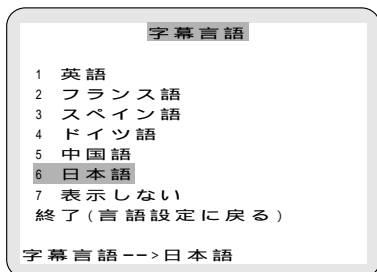 字幕言語
1 英語
2 フランス語
3 スペイン語
4 ドイツ語
5 中国語
6 日本語
7 表示しない
終了(言語設定に戻る)
字幕言語-->日本語